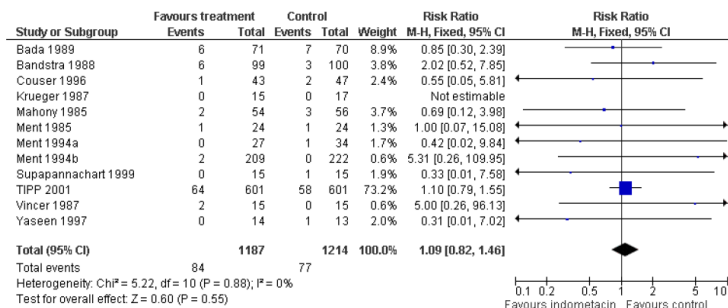 Favours treatment Control Risk Ratio Risk Ratio
Study or Subgroup Events Total Events Total Weight M-H, Fixed, 95% CI M-H, Fixed, 95% CI
Bada 1989 6 71 7 70 8.9% 0.85 [0.30, 2.39]
Bandstra 1988 6 99 3 100 3.8% 2.02 [0.52, 7.85]
Couser 1996 1 43 2 47 2.4% 0.55 [0.05, 5.81]
Krueger 1987 0 15 0 17 Not estimable
Mahony 1985 2 54 3 56 3.7% 0.69 [0.12, 3.98]
Ment 1985 1 24 1 24 1.3% 1.00 [0.07, 15.08]
Ment 1994a 0 27 1 34 1.7% 0.42 [0.02, 9.84]
Ment 1994b 2 209 0 222 0.6% 5.31 [0.26, 109.95]
Supapannachart 1999 0 15 1 15 1.9% 0.33 [0.01, 7.58]
TIPP 2001 64 601 58 601 73.2% 1.10 [0.79, 1.55]
Vincer 1987 2 15 0 15 0.6% 5.00 [0.26, 96.13]
Yaseen 1997 0 14 1 13 2.0% 0.31 [0.01, 7.02]
Total (95% CI) 1187 1214 100.0% 1.09 [0.82, 1.46]
Total events 84 77
Heterogeneity: Chi² = 5.22, df = 10 (P = 0.88); I² = 0%
Test for overall effect: Z = 0.60 (P = 0.55)
0.1 0.2 0.5 1 2 5 10
Favours indometacin Favours control